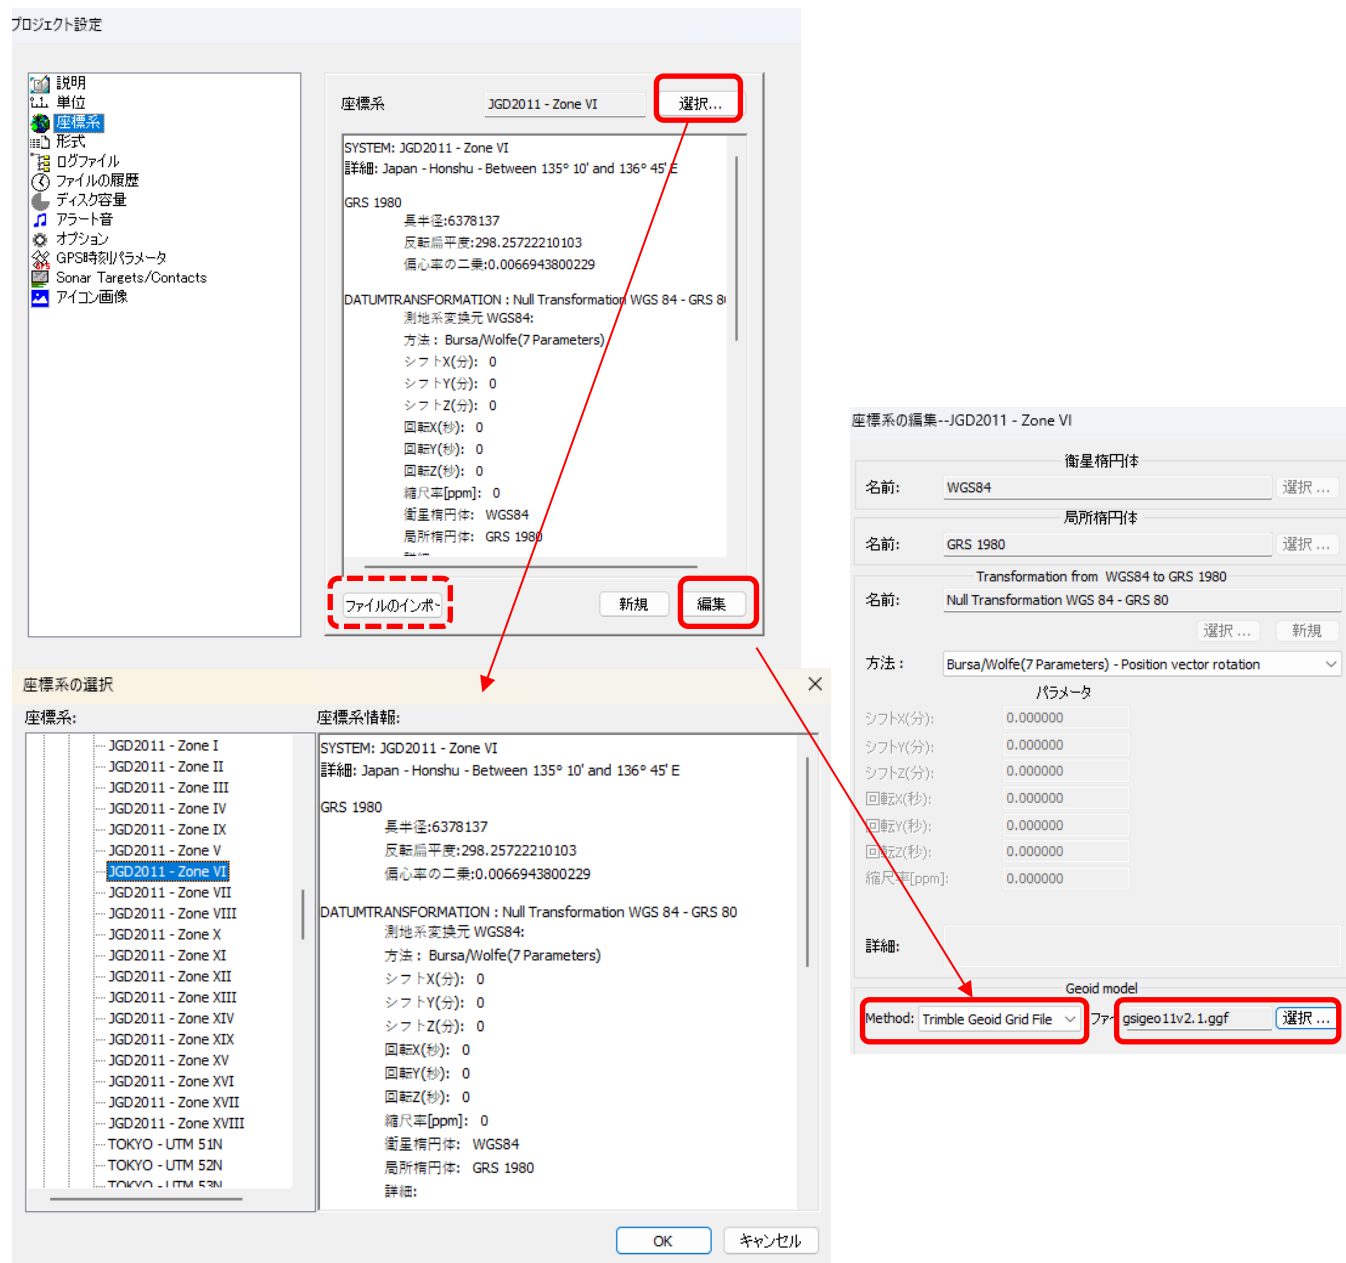 プロジェクト設定
説明
単位
座標系
形式
ログファイル
ファイルの履歴
ディスク容量
アラート音
オプション
GPS時刻パラメータ
Sonar Targets/Contacts
アイコン画像
座標系 JGD2011 - Zone VI 選択...
SYSTEM: JGD2011 - Zone VI
詳細: Japan - Honshu - Between 135° 10' and 136° 45' E
GRS 1980
長半径:6378137
反転扁平度:298.25722210103
偏心率の二乗:0.0066943800229
DATUMTRANSFORMATION : Null Transformation WGS 84 - GRS 8
測地系変換元 WGS84:
方法 : Bursa/Wolfe(7 Parameters)
シフトX(分): 0
シフトY(分): 0
シフトZ(分): 0
回転X(秒): 0
回転Y(秒): 0
回転Z(秒): 0
縮尺率[ppm]: 0
衛星楕円体: WGS84
局所楕円体: GRS 1980
ファイルのインポ 新規 編集
座標系の選択
座標系:
JGD2011 - Zone I
JGD2011 - Zone II
JGD2011 - Zone III
JGD2011 - Zone IV
JGD2011 - Zone IX
JGD2011 - Zone V
JGD2011 - Zone VI
JGD2011 - Zone VII
JGD2011 - Zone VIII
JGD2011 - Zone X
JGD2011 - Zone XI
JGD2011 - Zone XII
JGD2011 - Zone XIII
JGD2011 - Zone XIV
JGD2011 - Zone XIX
JGD2011 - Zone XV
JGD2011 - Zone XVI
JGD2011 - Zone XVII
JGD2011 - Zone XVIII
TOKYO - UTM 51N
TOKYO - UTM 52N
TOKYO - UTM 53N
座標系情報:
SYSTEM: JGD2011 - Zone VI
詳細: Japan - Honshu - Between 135° 10' and 136° 45' E
GRS 1980
長半径:6378137
反転扁平度:298.25722210103
偏心率の二乗:0.0066943800229
DATUMTRANSFORMATION : Null Transformation WGS 84 - GRS 80
測地系変換元 WGS84:
方法 : Bursa/Wolfe(7 Parameters)
シフトX(分): 0
シフトY(分): 0
シフトZ(分): 0
回転X(秒): 0
回転Y(秒): 0
回転Z(秒): 0
縮尺率[ppm]: 0
衛星楕円体: WGS84
局所楕円体: GRS 1980
詳細:
OK キャンセル
座標系の編集--JGD2011 - Zone VI
衛星楕円体
名前: WGS84 選択 ...
局所楕円体
名前: GRS 1980 選択 ...
Transformation from WGS84 to GRS 1980
名前: Null Transformation WGS 84 - GRS 80
選択 ... 新規
方法 : Bursa/Wolfe(7 Parameters) - Position vector rotation
パラメータ
シフトX(分): 0.000000
シフトY(分): 0.000000
シフトZ(分): 0.000000
回転X(秒): 0.000000
回転Y(秒): 0.000000
回転Z(秒): 0.000000
縮尺率[ppm]: 0.000000
詳細:
Geoid model
Method: Trimble Geoid Grid File ファイ gsigeo11v2.1.ggf 選択 ...